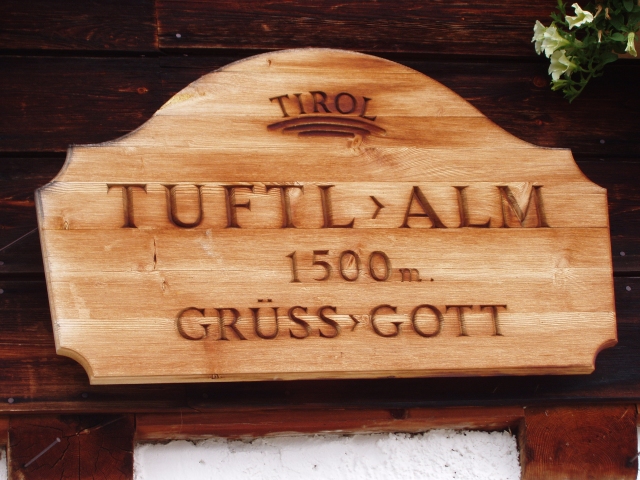 TIROL
TUFTL › ALM
1500 m.
GRÜSS › GOTT